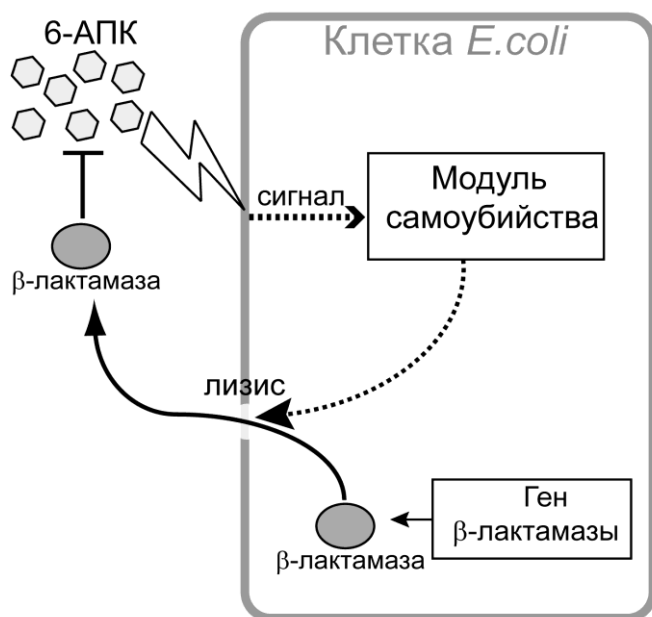 6-АПК
Клетка E.coli
сигнал
Модуль
самоубийства
β-лактамаза
лизис
Ген
β-лактамазы
β-лактамаза